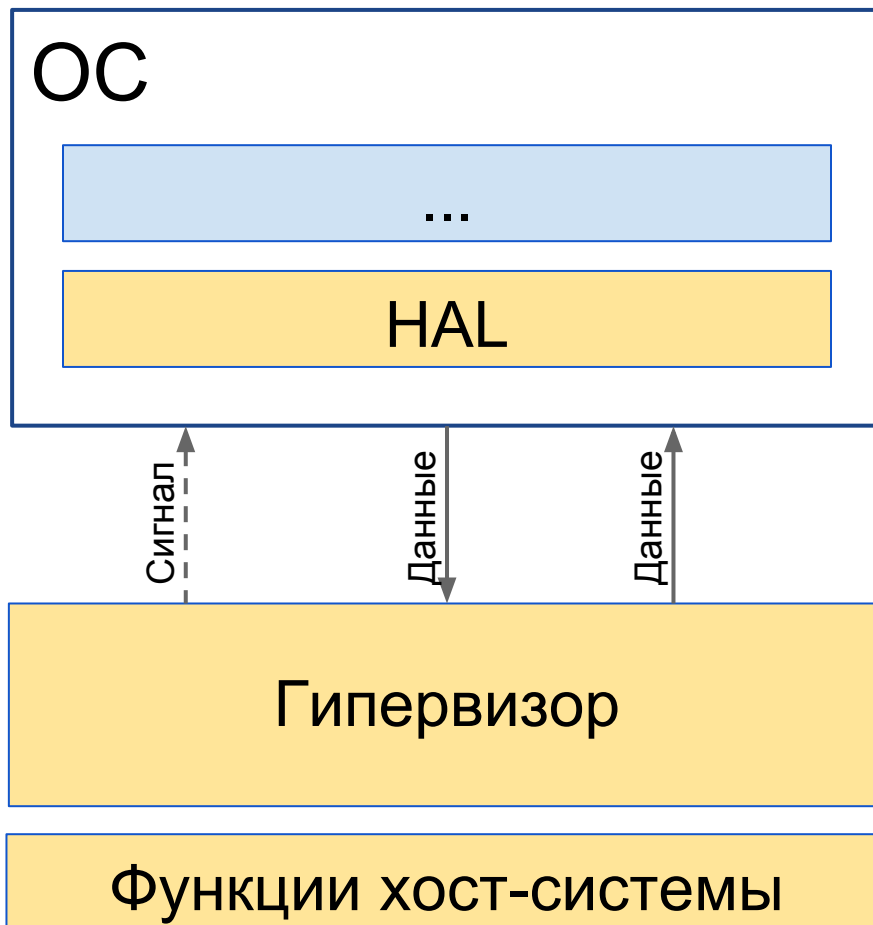 ОС
...
HAL
Сигнал
Данные
Данные
Гипервизор
Функции хост-системы